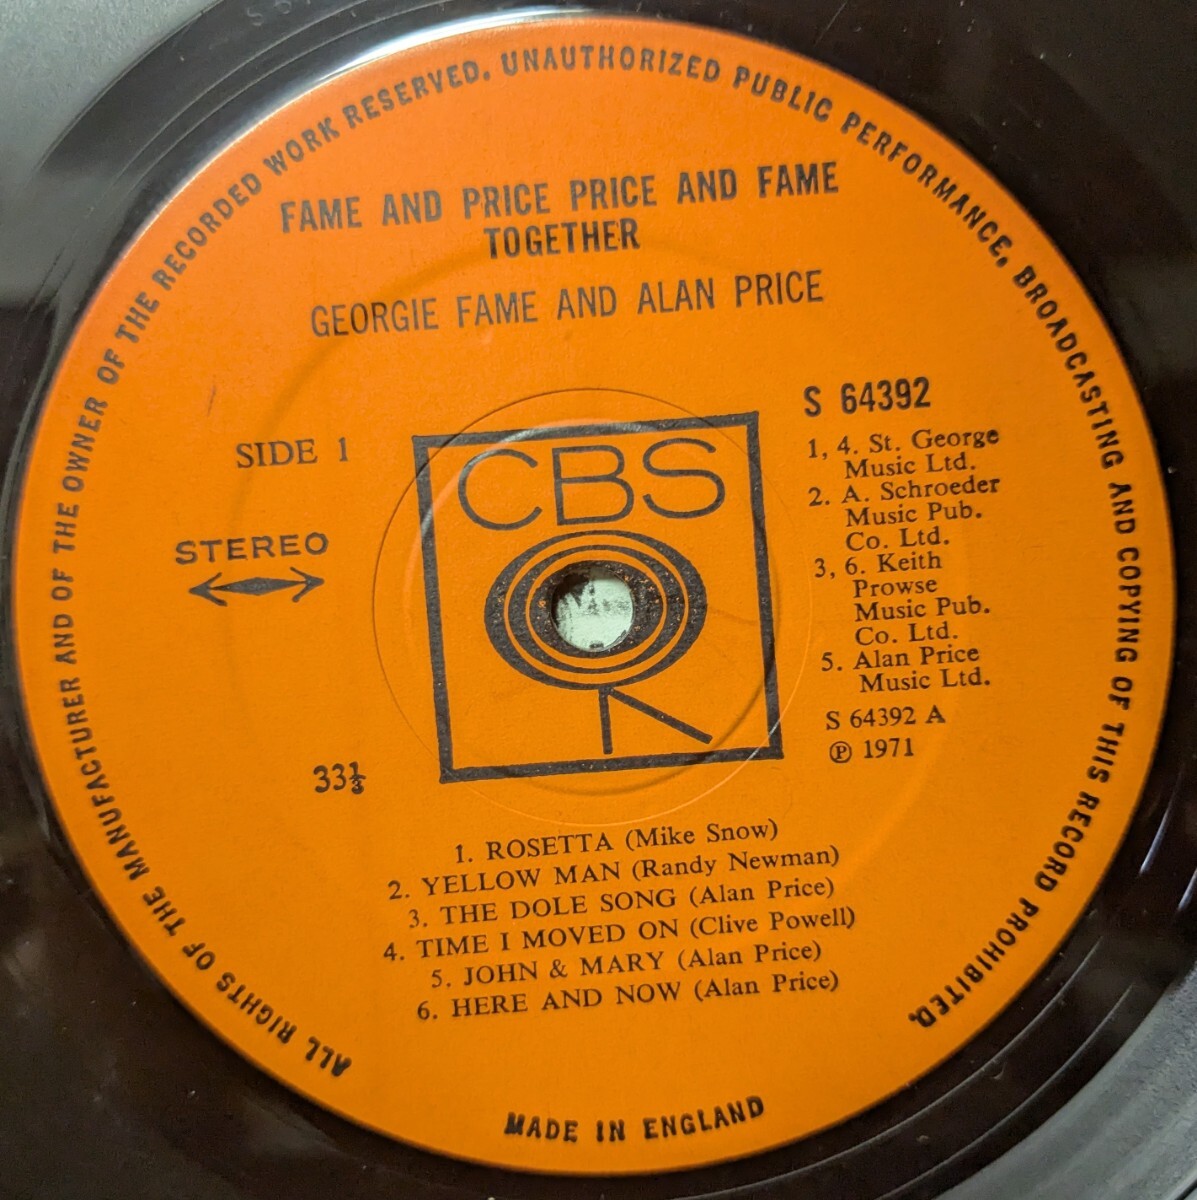 ALL RIGHTS OF THE MANUFACTURER AND OF THE OWNER OF THE RECORDED WORK RESERVED. UNAUTHORIZED PUBLIC PERFORMANCE, BROADCASTING AND COPYING OF THIS RECORD PROHIBITED.
FAME AND PRICE PRICE AND FAME
TOGETHER
GEORGIE FAME AND ALAN PRICE
SIDE 1
STEREO
33⅓
CBS
S 64392
1, 4. St. George
Music Ltd.
2. A. Schroeder
Music Pub.
Co. Ltd.
3, 6. Keith
Prowse
Music Pub.
Co. Ltd.
5. Alan Price
Music Ltd.
S 64392 A
℗ 1971
1. ROSETTA (Mike Snow)
2. YELLOW MAN (Randy Newman)
3. THE DOLE SONG (Alan Price)
4. TIME I MOVED ON (Clive Powell)
5. JOHN & MARY (Alan Price)
6. HERE AND NOW (Alan Price)
MADE IN ENGLAND